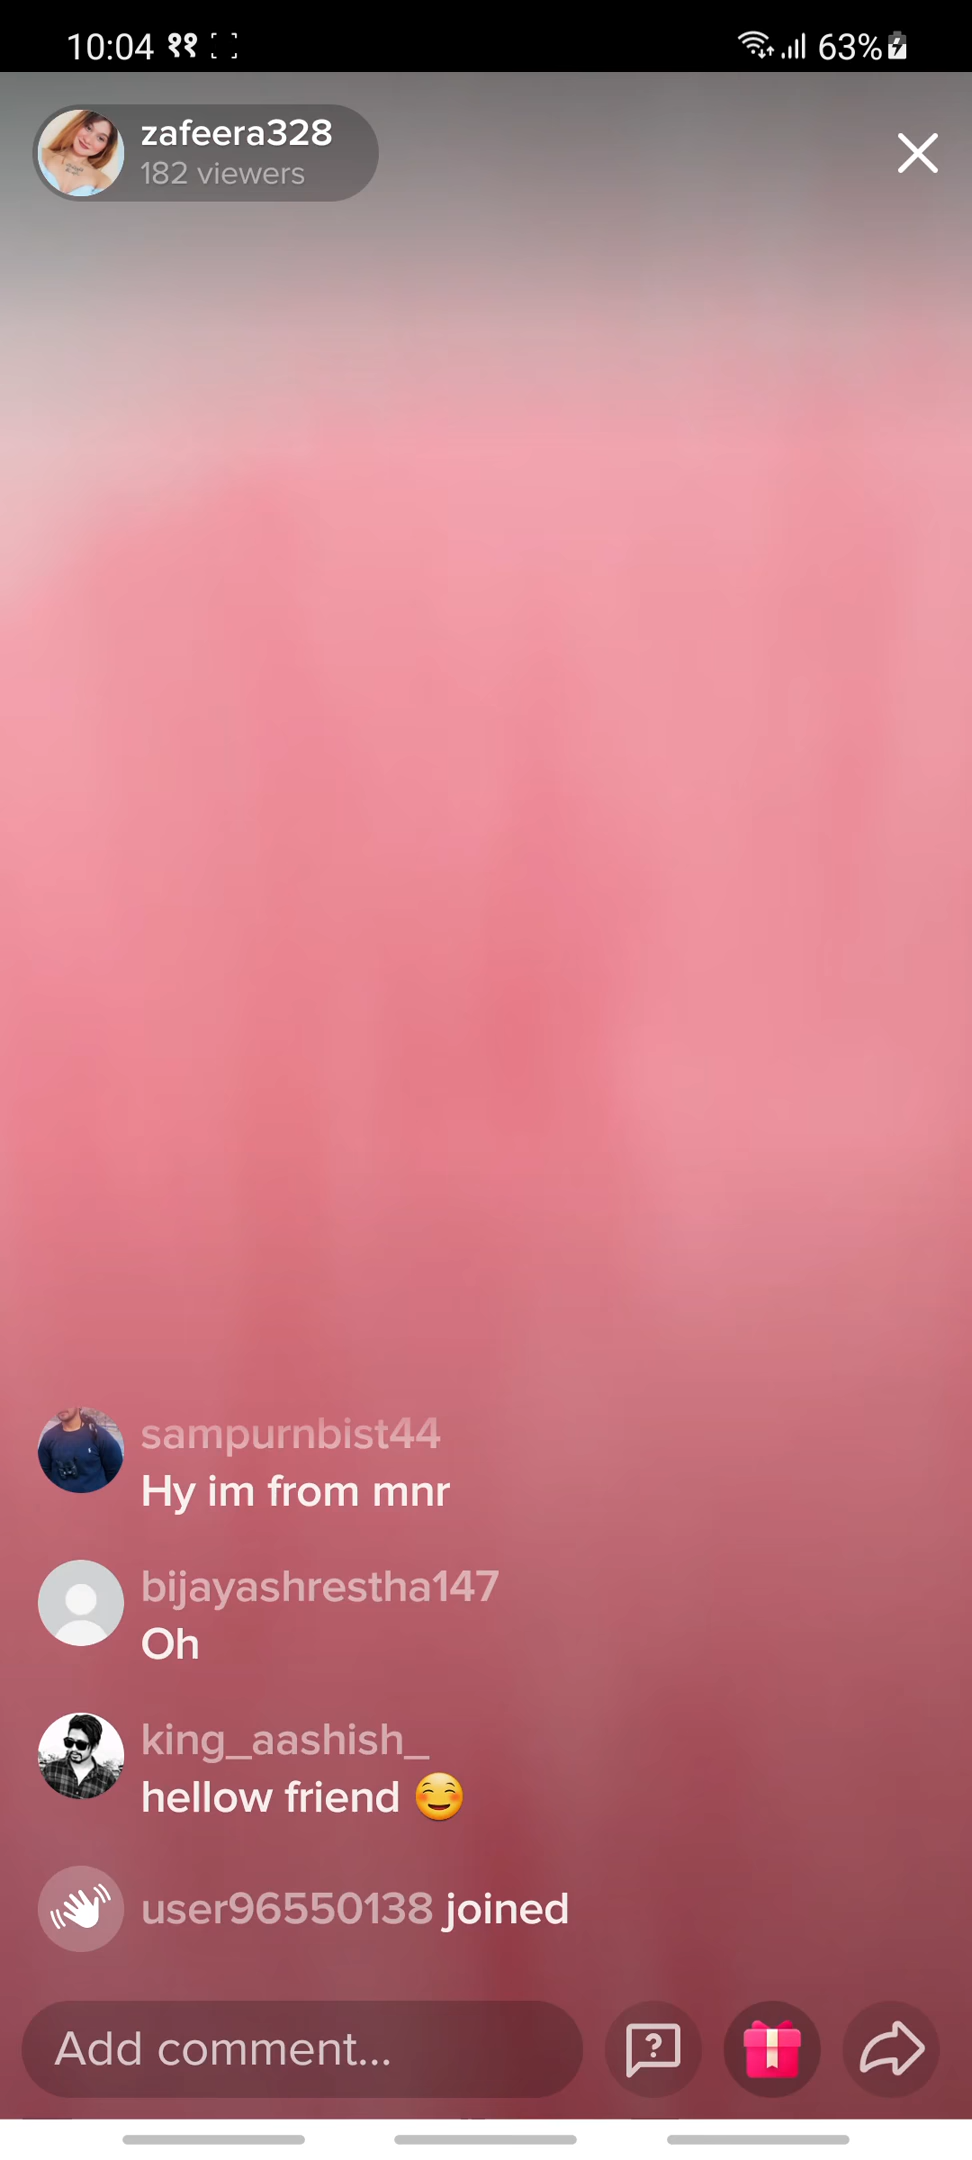 10:04 ११
63%
zafeera328
182 viewers
sampurnbist44
Hy im from mnr
bijayashrestha147
Oh
king_aashish_
hellow friend 😊
user96550138 joined
Add comment...